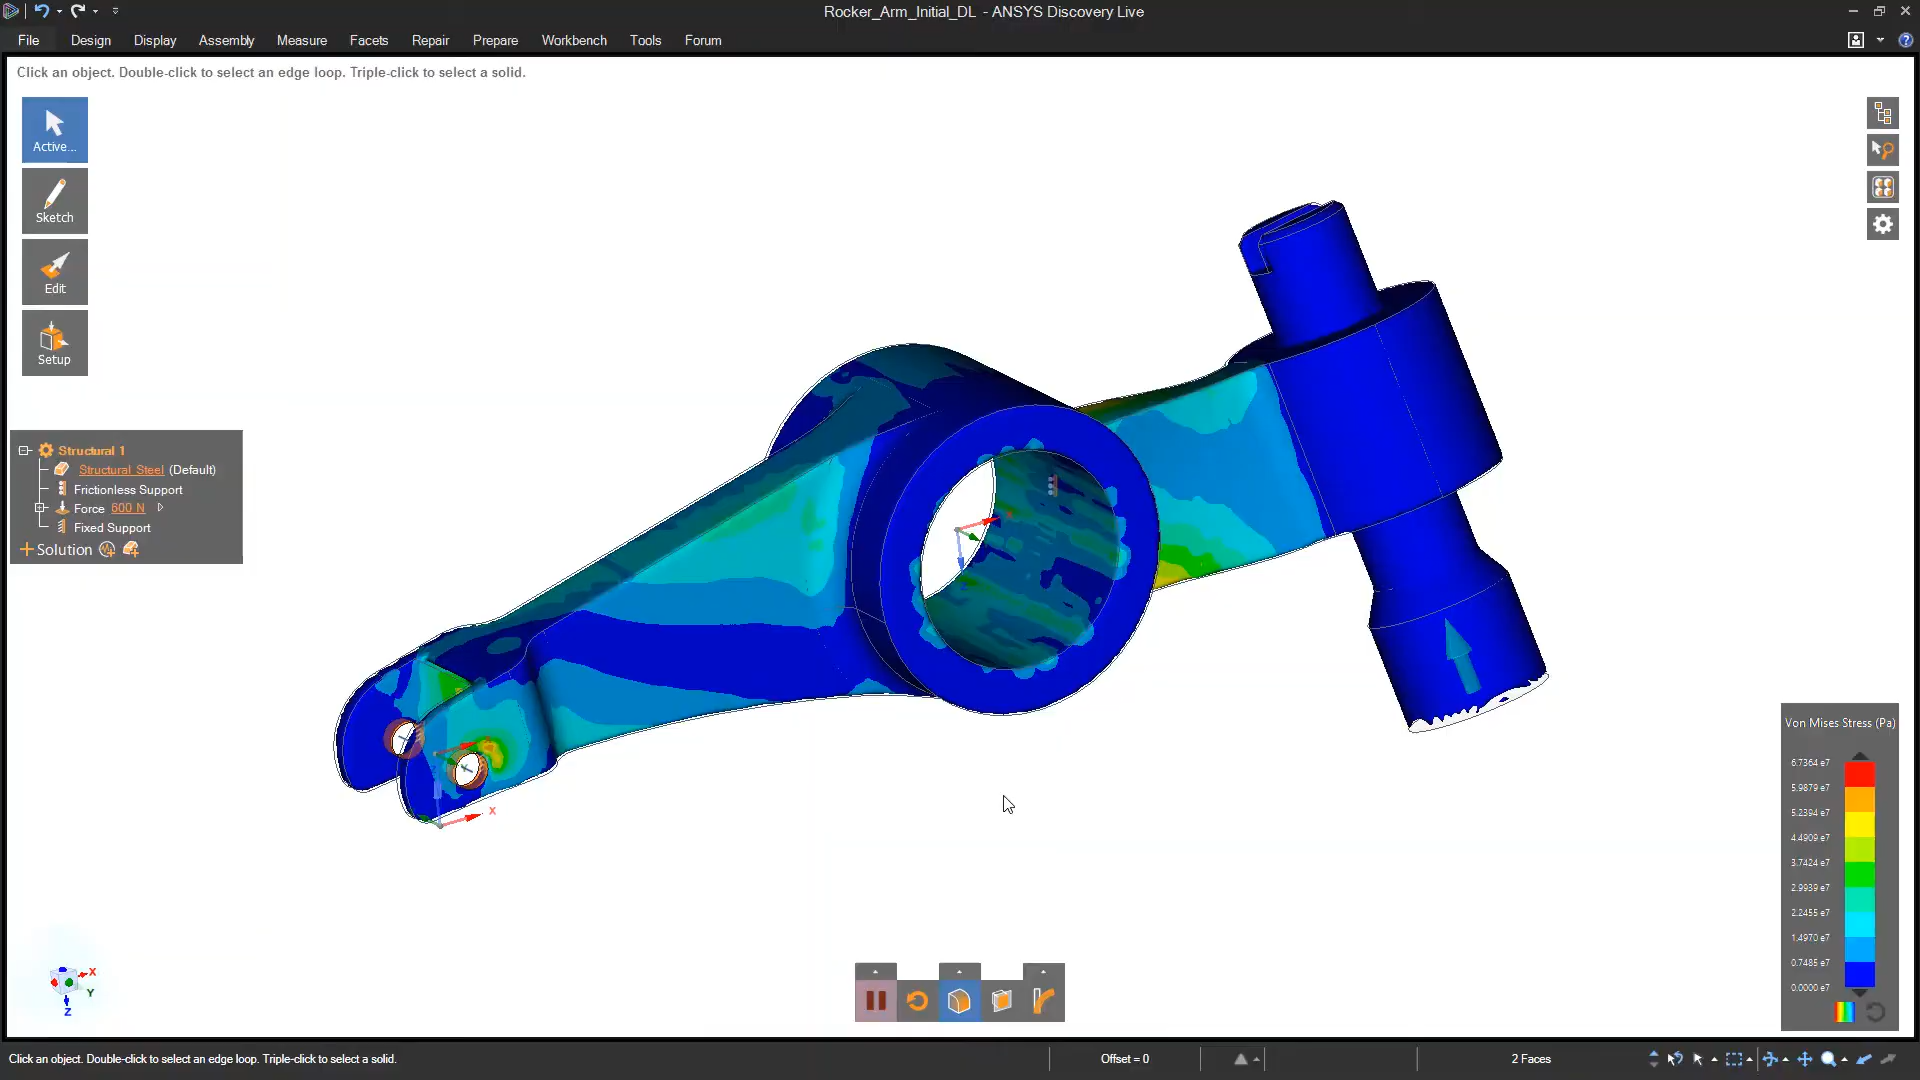 Rocker_Arm_Initial_DL - ANSYS Discovery Live
File Design Display Assembly Measure Facets Repair Prepare Workbench Tools Forum
Click an object. Double-click to select an edge loop. Triple-click to select a solid.
Active...
Sketch
Edit
Setup
Structural 1
Structural Steel (Default)
Frictionless Support
Force 600 N
Fixed Support
Solution
X
Von Mises Stress (Pa)
6.7364 e7
5.9879 e7
5.2394 e7
4.4909 e7
3.7424 e7
2.9939 e7
2.2455 e7
1.4970 e7
0.7485 e7
0.0000 e7
X
Y
Z
Click an object. Double-click to select an edge loop. Triple-click to select a solid.
Offset = 0
2 Faces